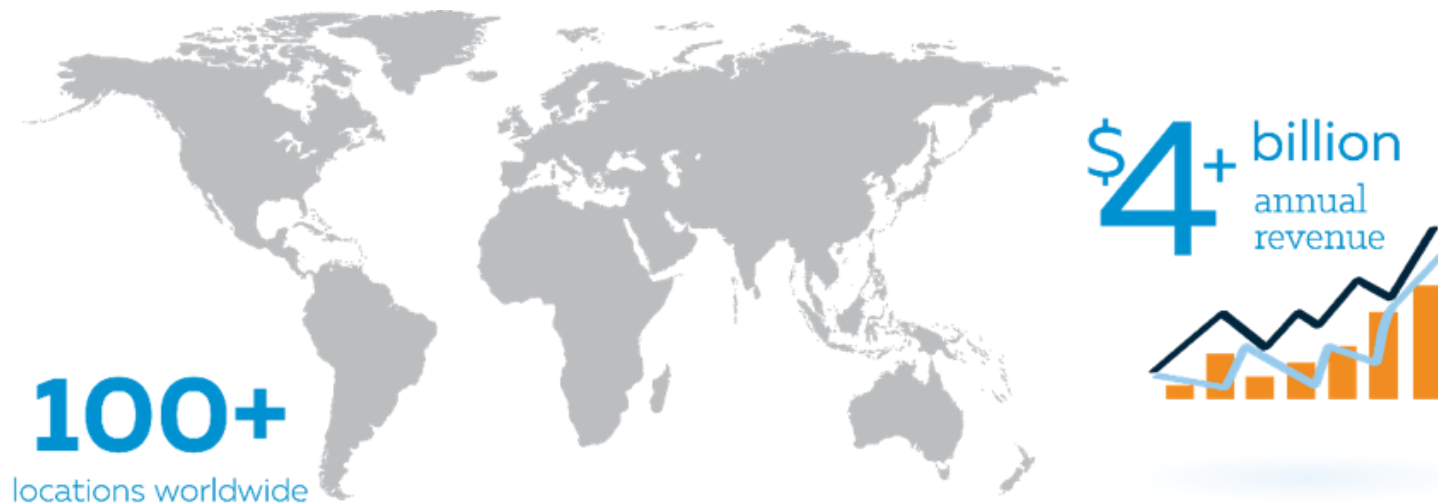 $4+ billion
annual
revenue
100+
locations worldwide